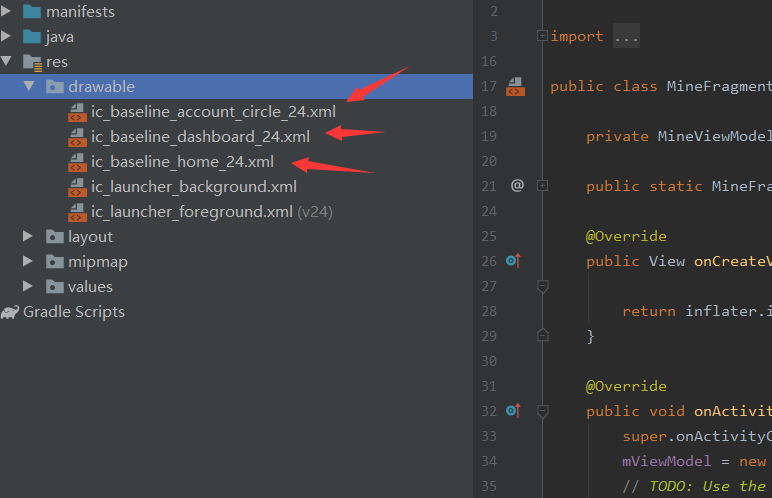 manifests
java
res
drawable
ic_baseline_account_circle_24.xml
ic_baseline_dashboard_24.xml
ic_baseline_home_24.xml
ic_launcher_background.xml
ic_launcher_foreground.xml (v24)
layout
mipmap
values
Gradle Scripts
2
3 import ...
16
17 public class MineFragment
18
19 private MineViewModel
20
21 @ public static MineFra
24
25 @Override
26 public View onCreateV
27
28 return inflater.i
29 }
30
31 @Override
32 public void onActivit
33 super.onActivityC
34 mViewModel = new
35 // TODO: Use the